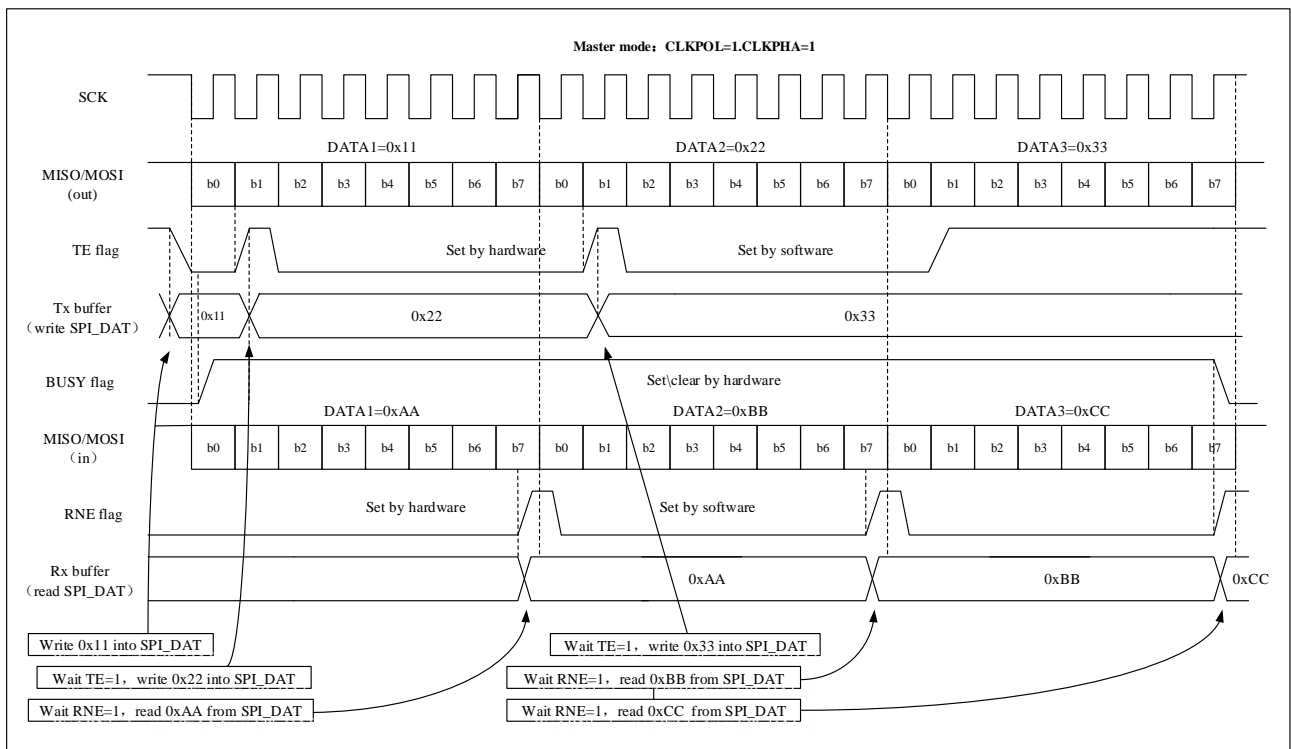 Master mode：CLKPOL=1.CLKPHA=1
SCK
DATA1=0x11 DATA2=0x22 DATA3=0x33
MISO/MOSI
(out)
b0 b1 b2 b3 b4 b5 b6 b7 b0 b1 b2 b3 b4 b5 b6 b7 b0 b1 b2 b3 b4 b5 b6 b7
TE flag
Set by hardware Set by software
Tx buffer
（write SPI_DAT）
0x11 0x22 0x33
BUSY flag
Set\clear by hardware
DATA1=0xAA DATA2=0xBB DATA3=0xCC
MISO/MOSI
（in）
b0 b1 b2 b3 b4 b5 b6 b7 b0 b1 b2 b3 b4 b5 b6 b7 b0 b1 b2 b3 b4 b5 b6 b7
RNE flag
Set by hardware Set by software
Rx buffer
（read SPI_DAT）
0xAA 0xBB 0xCC
Write 0x11 into SPI_DAT
Wait TE=1，write 0x33 into SPI_DAT
Wait TE=1，write 0x22 into SPI_DAT
Wait RNE=1，read 0xBB from SPI_DAT
Wait RNE=1，read 0xAA from SPI_DAT
Wait RNE=1，read 0xCC from SPI_DAT